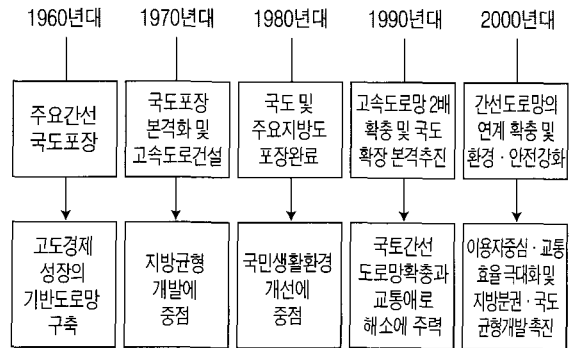 1960년대
1970년대
1980년대
1990년대
2000년대
주요간선
국도포장
국도포장
본격화 및
고속도로건설
국도 및
주요지방도
포장완료
고속도로망 2배
확충 및 국도
확장 본격추진
간선도로망의
연계 확충 및
환경·안전강화
고도경제
성장의
기반도로망
구축
지방균형
개발에
중점
국민생활환경
개선에
중점
국토간선
도로망확충과
교통애로
해소에 주력
이용자중심·교통
효율 극대화 및
지방분권·국도
균형개발 촉진